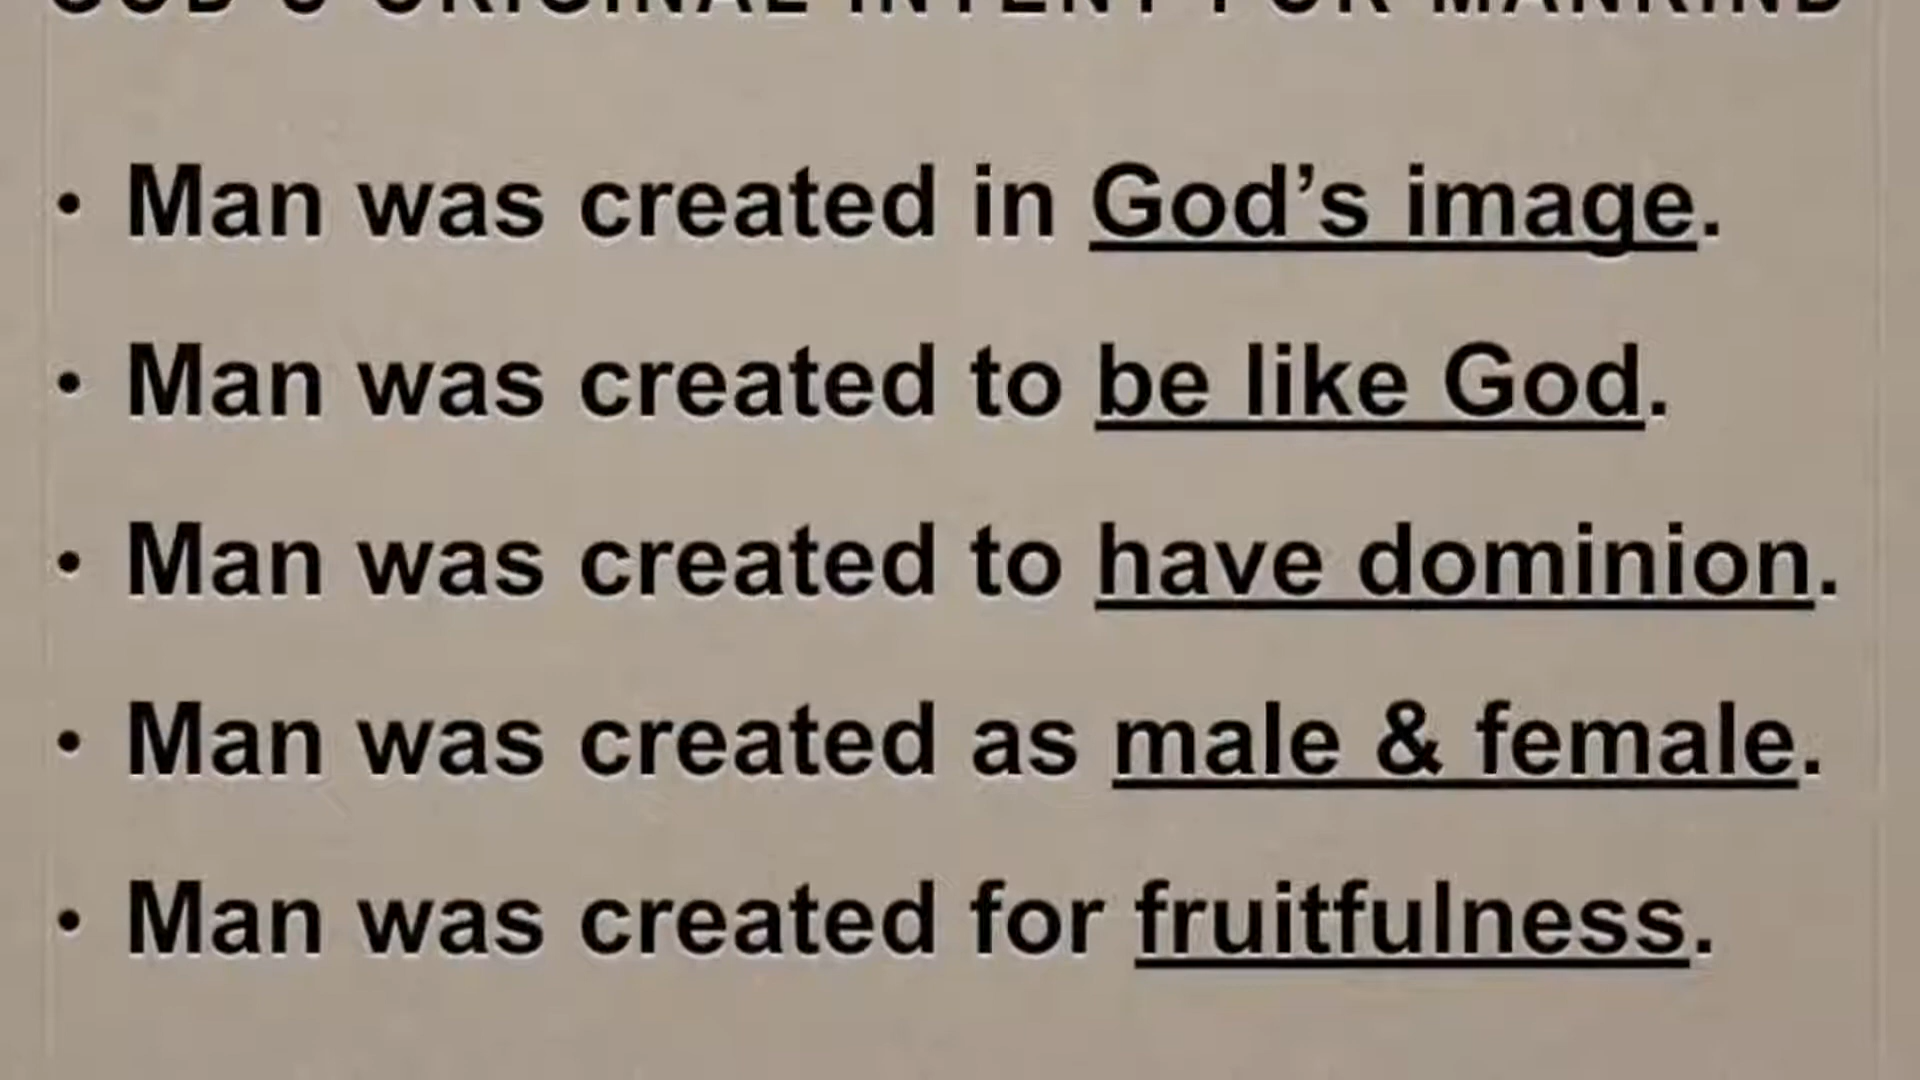 GOD'S ORIGINAL INTENT FOR MANKIND
• Man was created in God’s image.
• Man was created to be like God.
• Man was created to have dominion.
• Man was created as male & female.
• Man was created for fruitfulness.